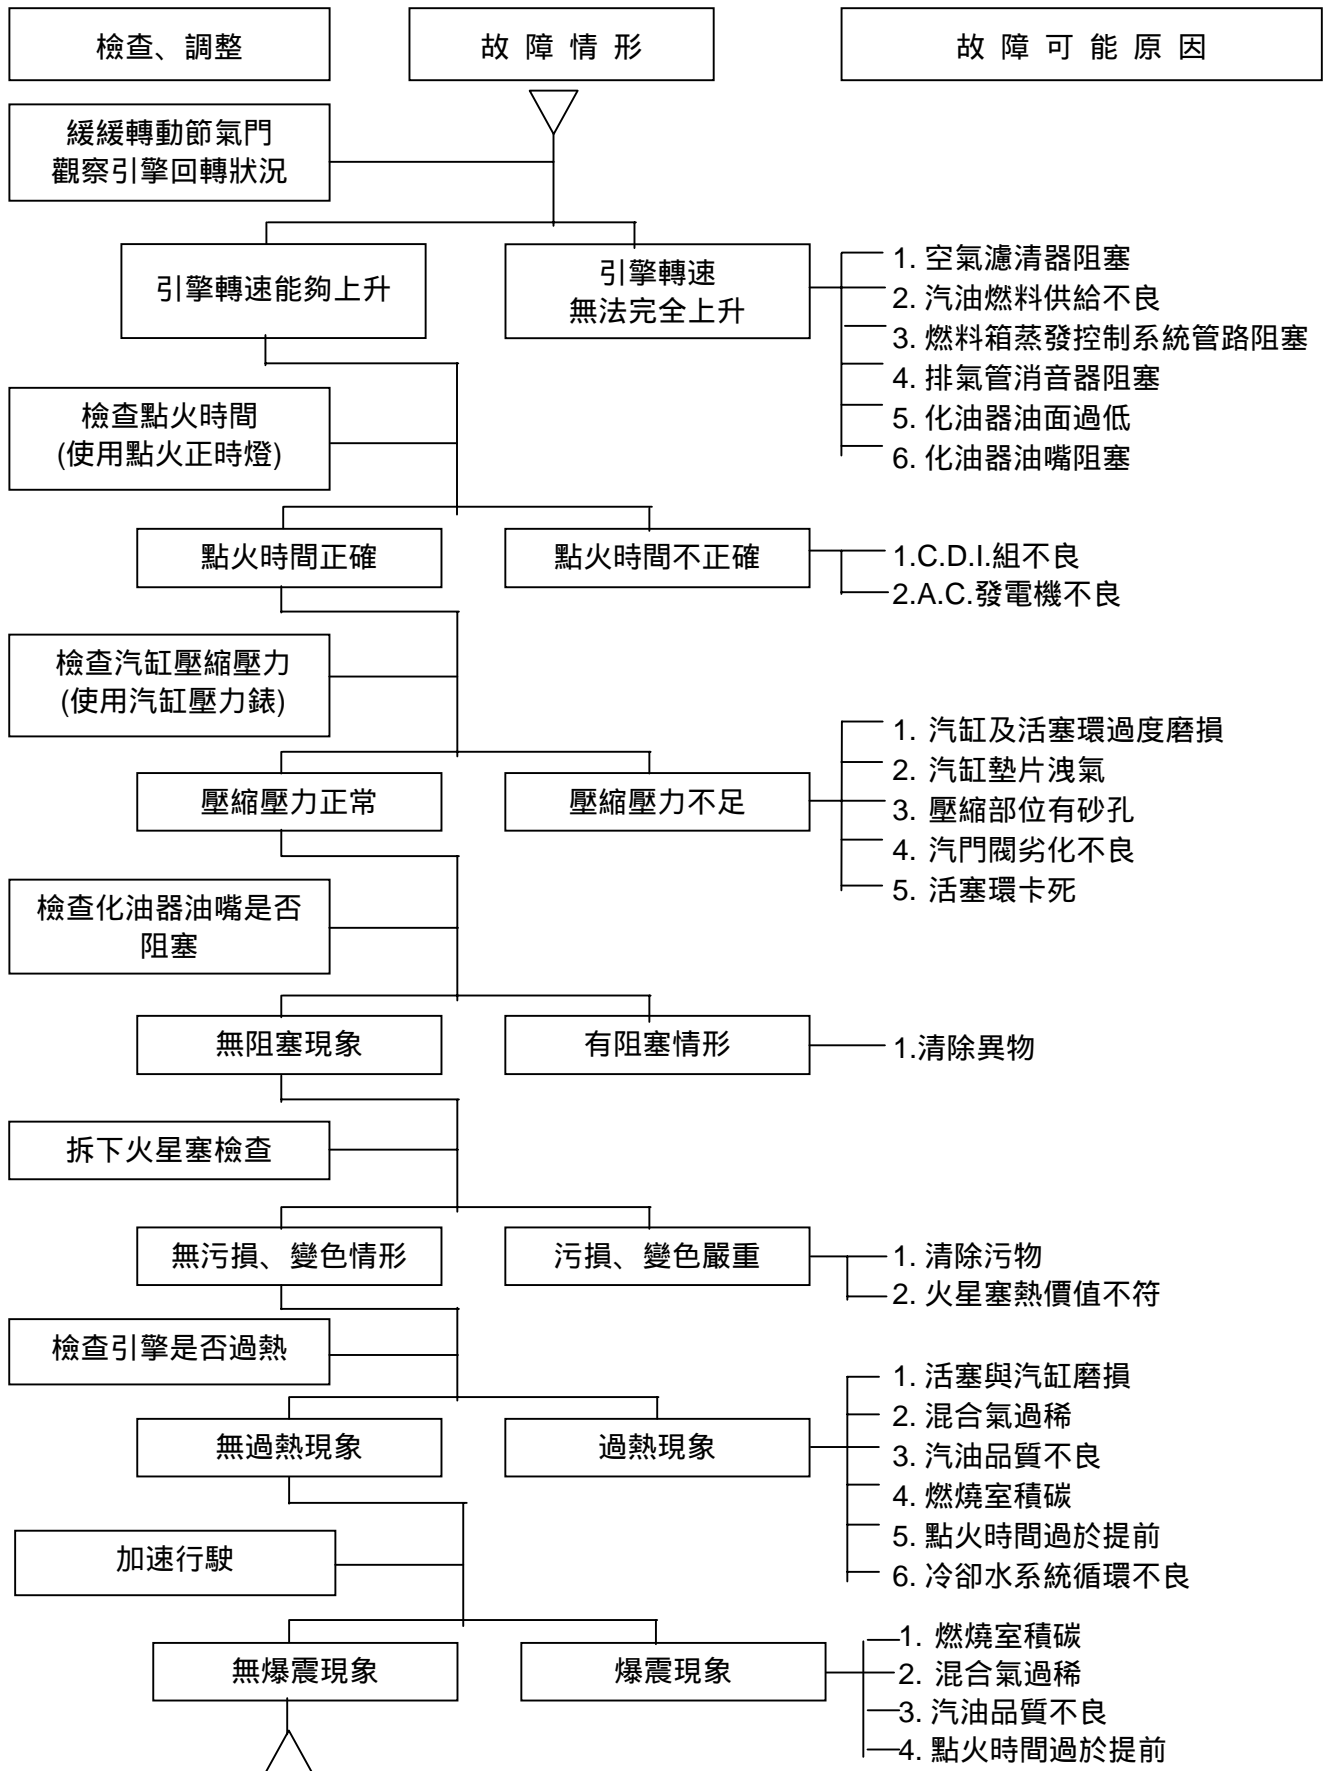 檢查、調整
故 障 情 形
故 障 可 能 原 因
緩緩轉動節氣門
觀察引擎回轉狀況
引擎轉速能夠上升
引擎轉速
無法完全上升
1. 空氣濾清器阻塞
2. 汽油燃料供給不良
3. 燃料箱蒸發控制系統管路阻塞
4. 排氣管消音器阻塞
5. 化油器油面過低
6. 化油器油嘴阻塞
檢查點火時間
(使用點火正時燈)
點火時間正確
點火時間不正確
1.C.D.I.組不良
2.A.C.發電機不良
檢查汽缸壓縮壓力
(使用汽缸壓力錶)
壓縮壓力正常
壓縮壓力不足
1. 汽缸及活塞環過度磨損
2. 汽缸墊片洩氣
3. 壓縮部位有砂孔
4. 汽門閥劣化不良
5. 活塞環卡死
檢查化油器油嘴是否
阻塞
無阻塞現象
有阻塞情形
1.清除異物
拆下火星塞檢查
無污損、變色情形
污損、變色嚴重
1. 清除污物
2. 火星塞熱價值不符
檢查引擎是否過熱
無過熱現象
過熱現象
1. 活塞與汽缸磨損
2. 混合氣過稀
3. 汽油品質不良
4. 燃燒室積碳
5. 點火時間過於提前
6. 冷卻水系統循環不良
加速行駛
無爆震現象
爆震現象
1. 燃燒室積碳
2. 混合氣過稀
3. 汽油品質不良
4. 點火時間過於提前